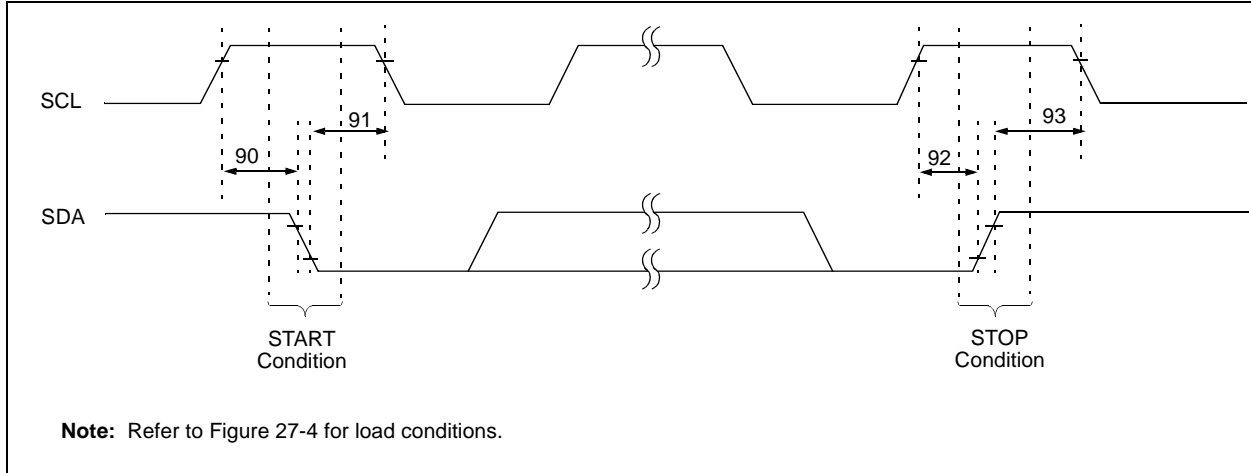 SCL
91
93
90
92
SDA
START
Condition
STOP
Condition
Note: Refer to Figure 27-4 for load conditions.